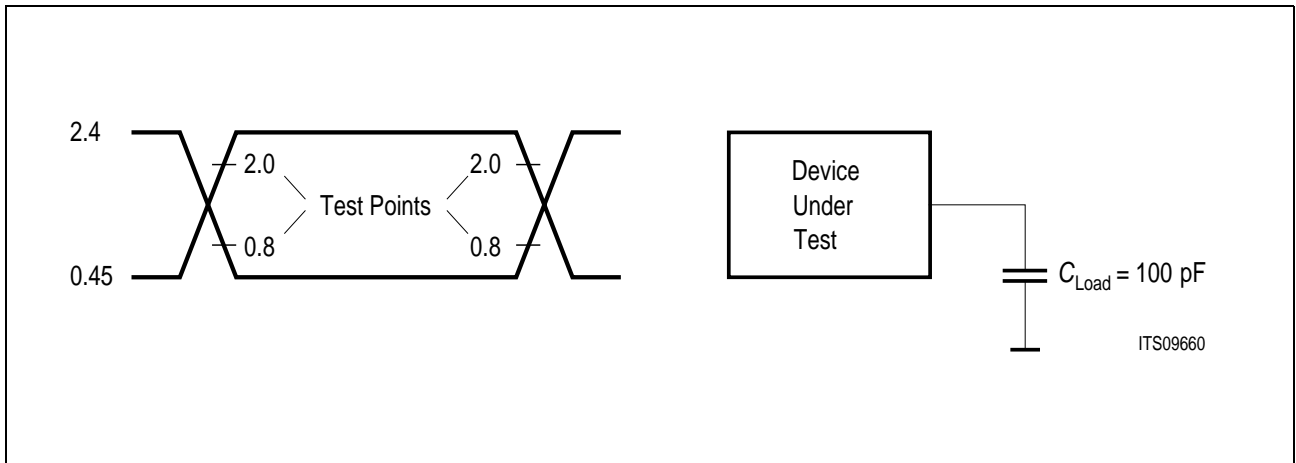 2.4
2.0
2.0
Test Points
0.8
0.8
0.45
Device
Under
Test
C Load = 100 pF
ITS09660